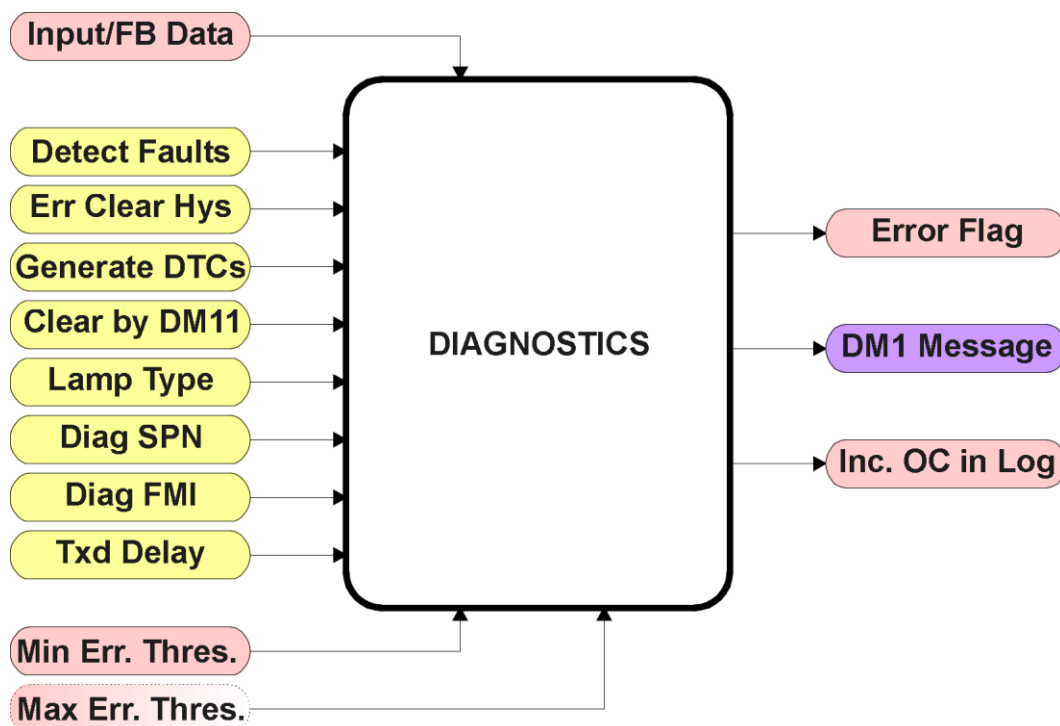 Input/FB Data
Detect Faults
Err Clear Hys
Generate DTCs
Clear by DM11
Lamp Type
Diag SPN
Diag FMI
Txd Delay
Min Err. Thres.
Max Err. Thres.
DIAGNOSTICS
Error Flag
DM1 Message
Inc. OC in Log